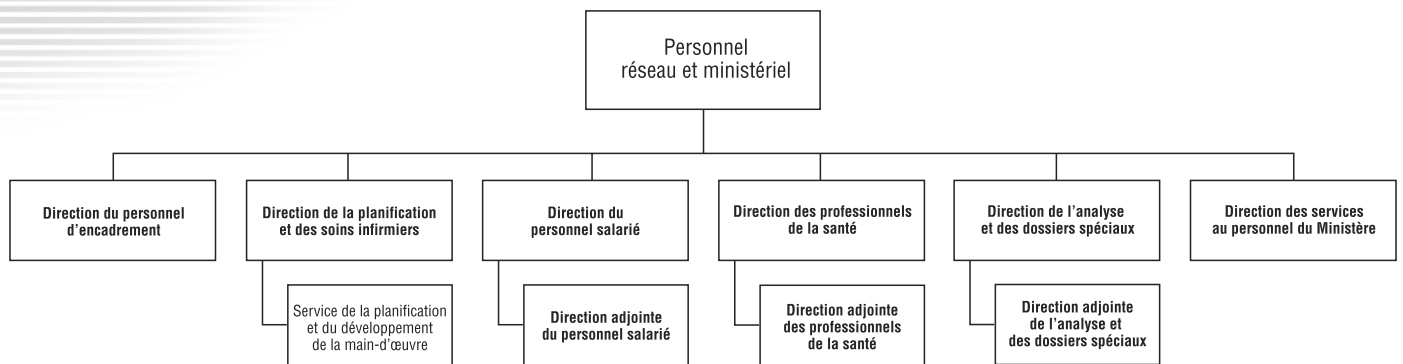 Personnel
réseau et ministériel
Direction du personnel
d'encadrement
Direction de la planification
et des soins infirmiers
Direction du
personnel salarié
Direction des professionnels
de la santé
Direction de l'analyse
et des dossiers spéciaux
Direction des services
au personnel du Ministère
Service de la planification
et du développement
de la main-d'œuvre
Direction adjointe
du personnel salarié
Direction adjointe
des professionnels
de la santé
Direction adjointe
de l'analyse et
des dossiers spéciaux